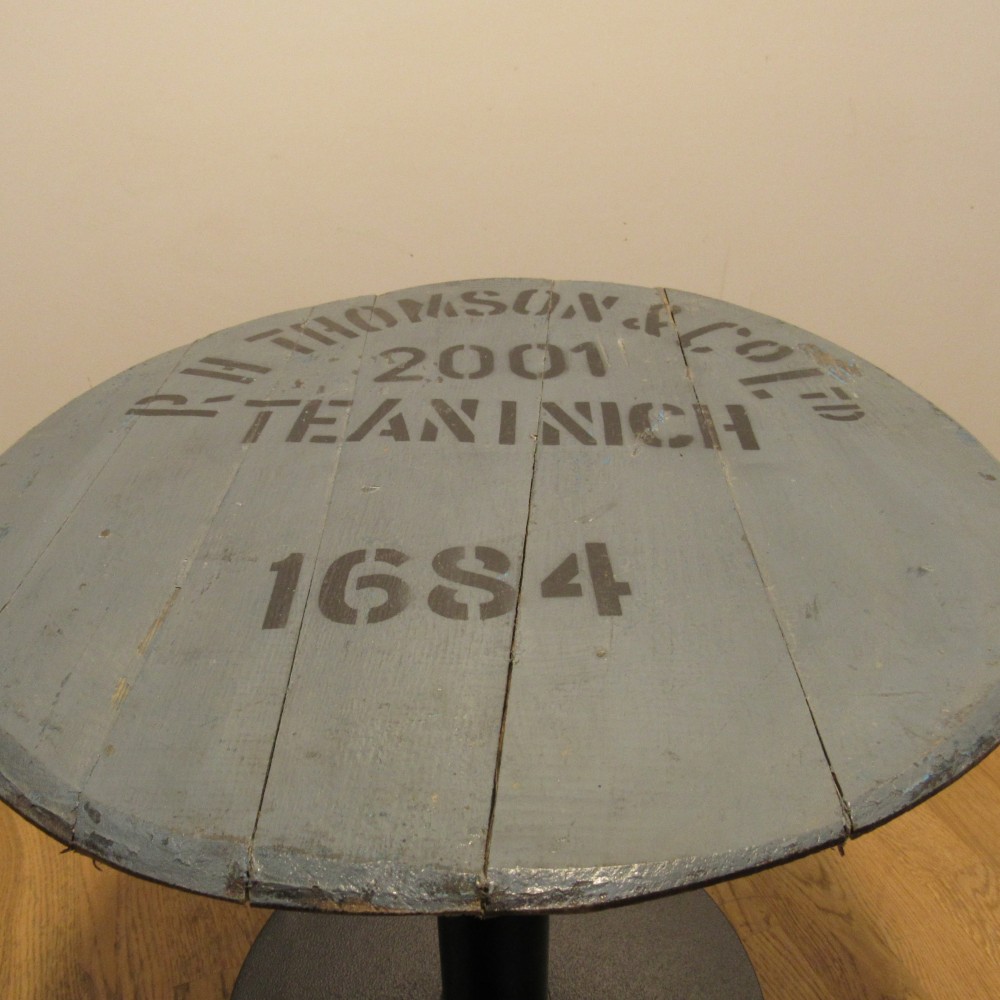 R.H THOMSON & Co. LTD
2001
TEANINICH
1684